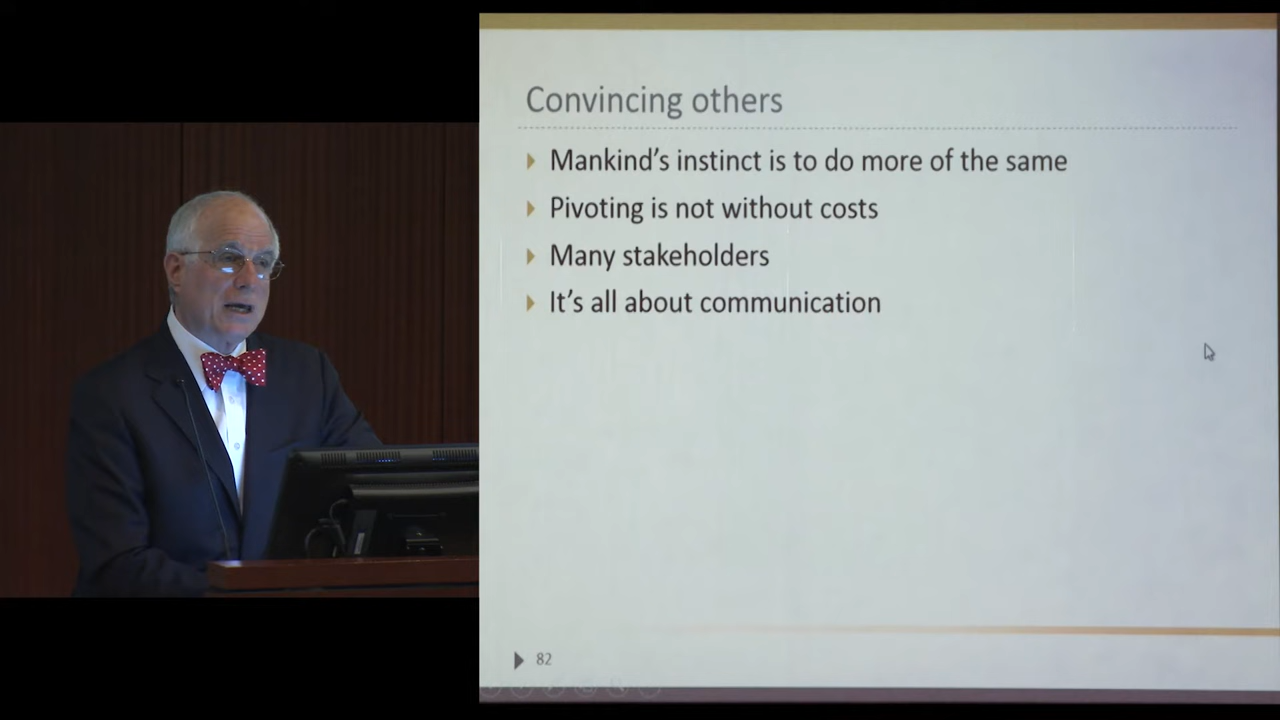 Convincing others
Mankind's instinct is to do more of the same
Pivoting is not without costs
Many stakeholders
It's all about communication
82